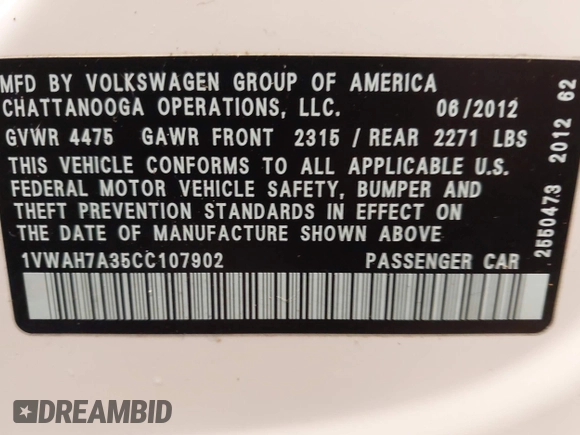 MFD BY VOLKSWAGEN GROUP OF AMERICA
CHATTANOOGA OPERATIONS, LLC. 06/2012
GVWR 4475 GAWR FRONT 2315 / REAR 2271 LBS
THIS VEHICLE CONFORMS TO ALL APPLICABLE U.S.
FEDERAL MOTOR VEHICLE SAFETY, BUMPER AND
THEFT PREVENTION STANDARDS IN EFFECT ON
THE DATE OF MANUFACTURE SHOWN ABOVE
1VWAH7A35CC107902 PASSENGER CAR
2550473 2012 62
DREAMBID